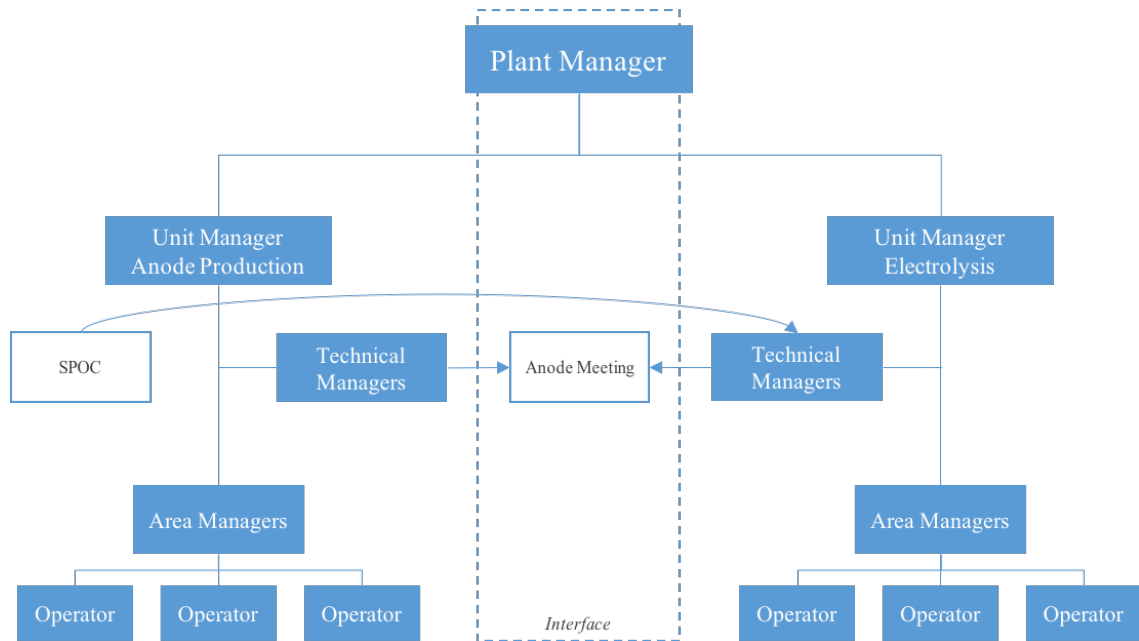 Plant Manager
Unit Manager
Anode Production
Unit Manager
Electrolysis
SPOC
Technical
Managers
Anode Meeting
Technical
Managers
Area Managers
Area Managers
Operator
Operator
Operator
Operator
Operator
Operator
Interface